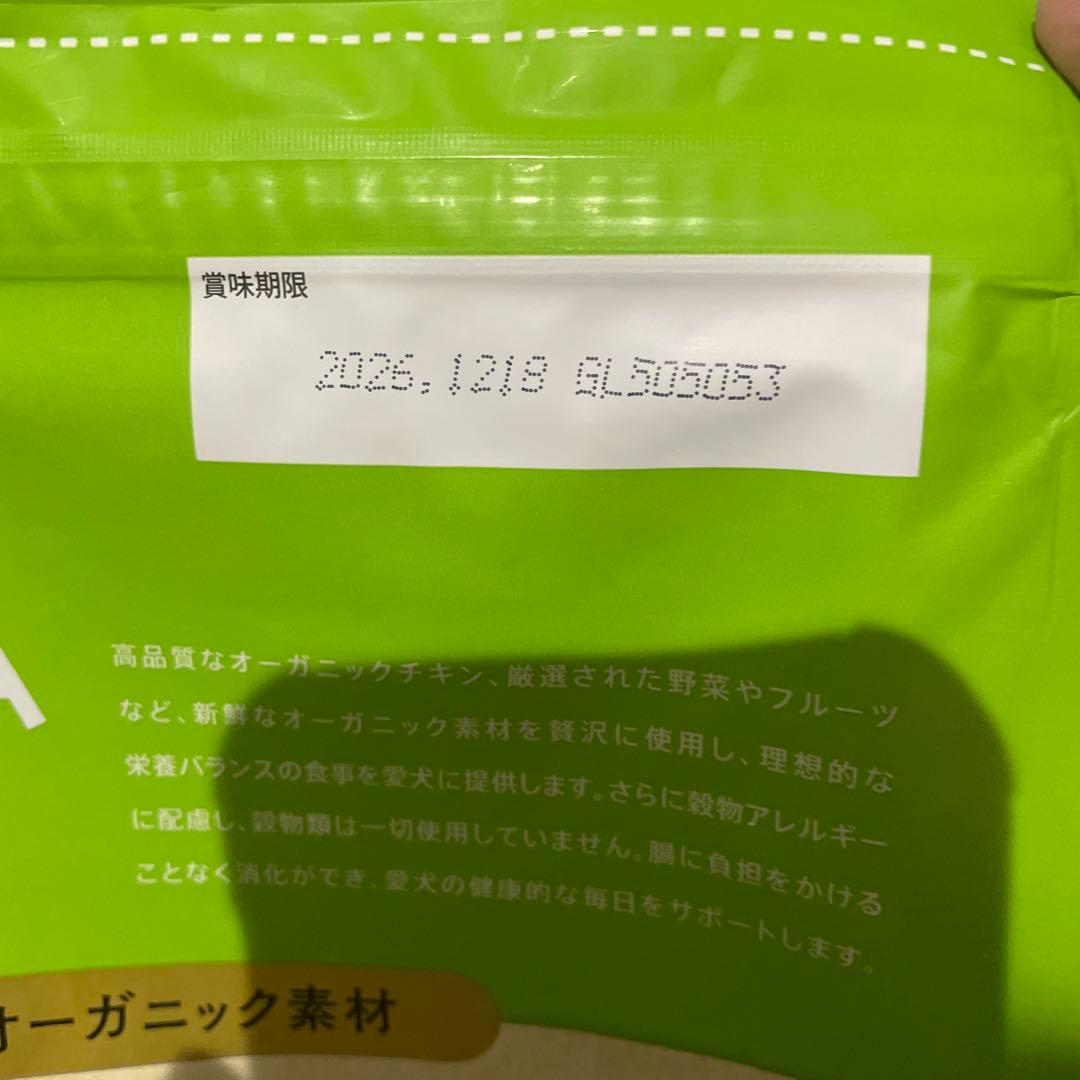 賞味期限
2026,1218 GL505053
A
高品質なオーガニックチキン、厳選された野菜やフルーツ
など、新鮮なオーガニック素材を贅沢に使用し、理想的な
栄養バランスの食事を愛犬に提供します。さらに穀物アレルギー
に配慮し、穀物類は一切使用していません。腸に負担をかける
ことなく消化ができ、愛犬の健康的な毎日をサポートします。
オーガニック素材